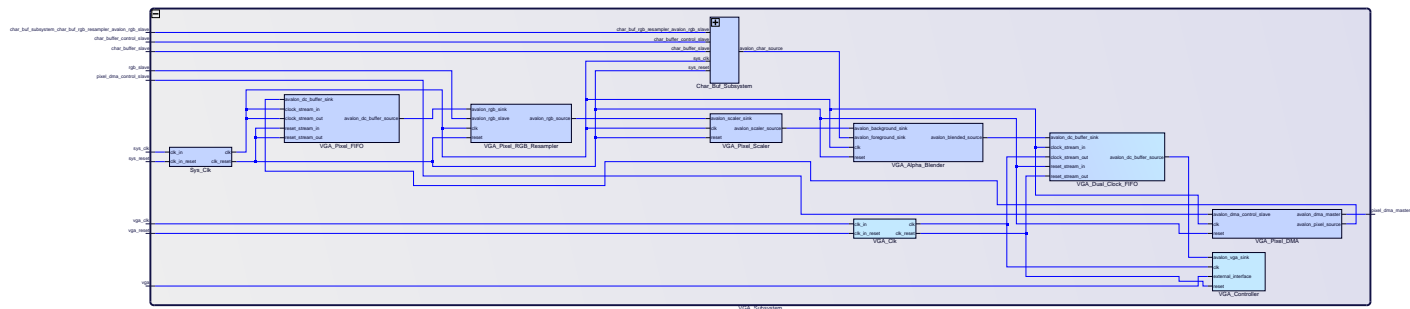 char_buf_subsystem_char_buf_rgb_resampler_avalon_rgb_slave
char_buffer_control_slave
char_buffer_slave
rgb_slave
pixel_dma_control_slave
sys_clk
sys_reset
vga_clk
vga_reset
vga
char_buf_rgb_resampler_avalon_rgb_slave
char_buffer_control_slave
char_buffer_slave
avalon_char_source
sys_clk
sys_reset
Char_Buf_Subsystem
avalon_dc_buffer_sink
clock_stream_in
clock_stream_out avalon_dc_buffer_source
reset_stream_in
reset_stream_out
VGA_Pixel_FIFO
avalon_rgb_sink
avalon_rgb_slave avalon_rgb_source
clk
reset
VGA_Pixel_RGB_Resampler
avalon_scaler_sink
clk avalon_scaler_source
reset
VGA_Pixel_Scaler
avalon_background_sink
avalon_foreground_sink avalon_blended_source
clk
reset
VGA_Alpha_Blender
avalon_dc_buffer_sink
clock_stream_in
clock_stream_out avalon_dc_buffer_source
reset_stream_in
reset_stream_out
VGA_Dual_Clock_FIFO
clk_in clk
clk_in_reset clk_reset
Sys_Clk
clk_in clk
clk_in_reset clk_reset
VGA_Clk
avalon_dma_control_slave avalon_dma_master
clk avalon_pixel_source
reset
VGA_Pixel_DMA
pixel_dma_master
avalon_vga_sink
clk
external_interface
reset
VGA_Controller
VGA_Subsystem